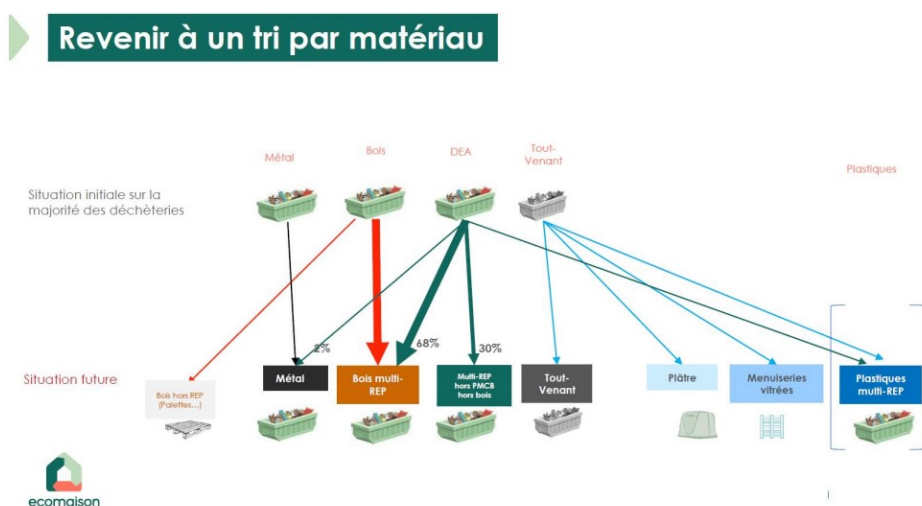 Revenir à un tri par matériau
Métal
Bois
DEA
Tout-
Venant
Plastiques
Situation initiale sur la
majorité des déchèteries
2%
68%
30%
Situation future
Bois hors REP
(Palettes...)
Métal
Bois multi-
REP
Multi-REP
hors PMCB
hors bois
Tout-
Venant
Plâtre
Menuiseries
vitrées
Plastiques
multi-REP
ecomaison